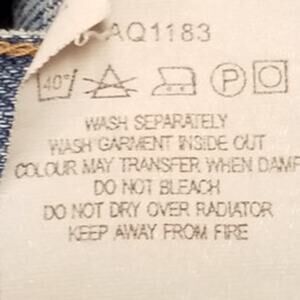 AQ1183
40° P
WASH SEPARATELY
WASH GARMENT INSIDE OUT
COLOUR MAY TRANSFER WHEN DAMP
DO NOT BLEACH
DO NOT DRY OVER RADIATOR
KEEP AWAY FROM FIRE